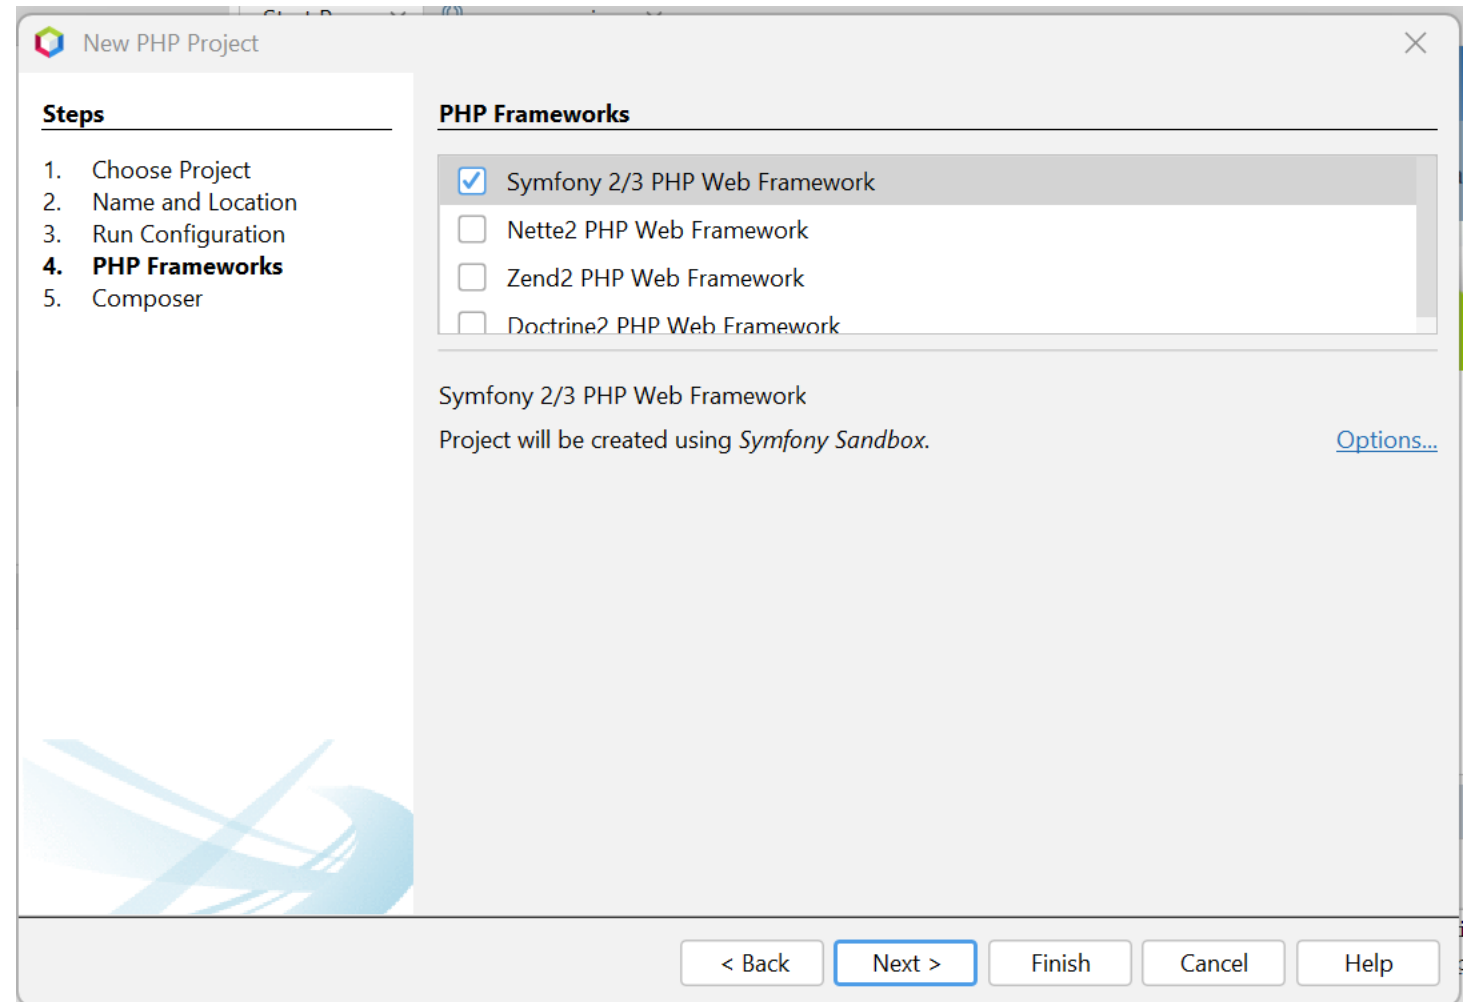 New PHP Project
Steps
1. Choose Project
2. Name and Location
3. Run Configuration
4. PHP Frameworks
5. Composer
PHP Frameworks
Symfony 2/3 PHP Web Framework
Nette2 PHP Web Framework
Zend2 PHP Web Framework
Doctrine2 PHP Web Framework
Symfony 2/3 PHP Web Framework
Project will be created using Symfony Sandbox.
Options...
< Back
Next >
Finish
Cancel
Help